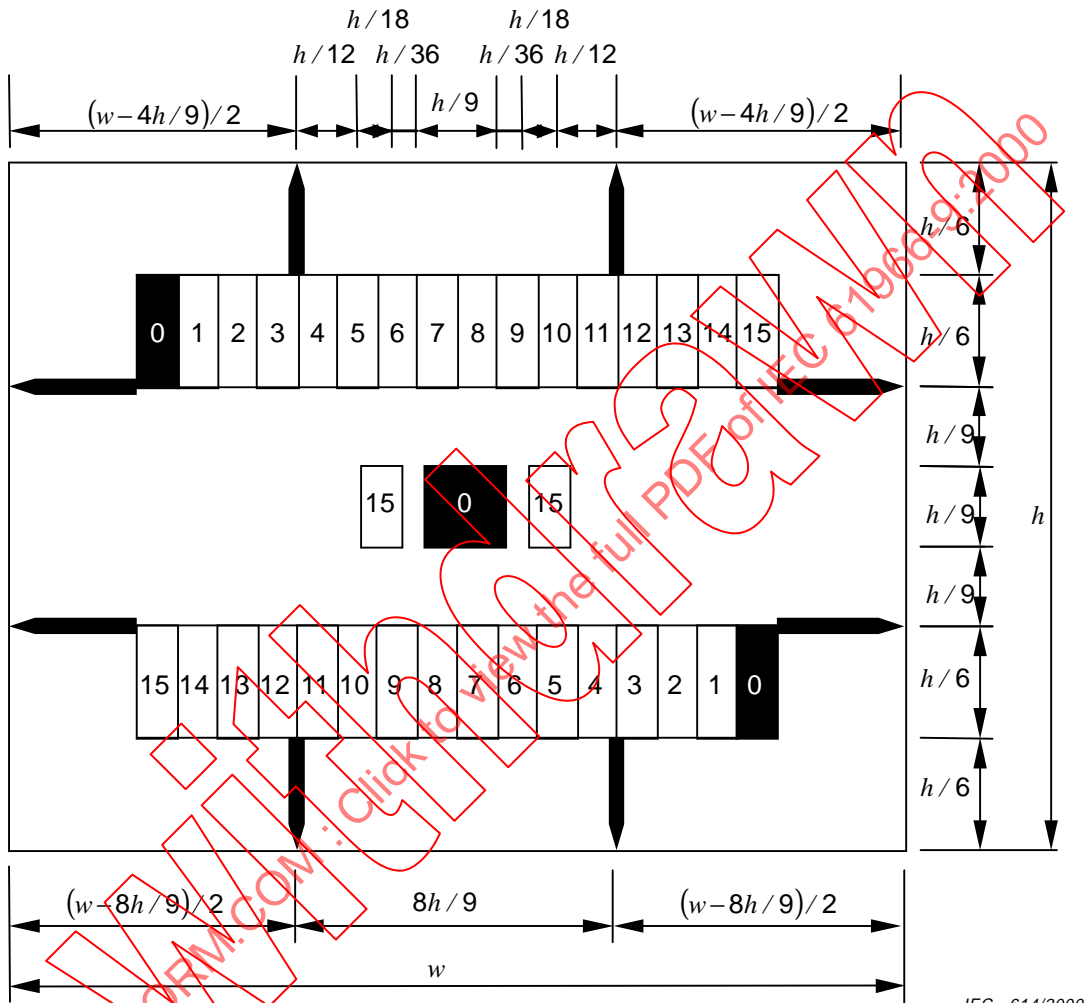 h/18 h/18
h/12 h/36 h/36 h/12
h/9
(w−4h/9)/2 (w−4h/9)/2
h/6
0 1 2 3 4 5 6 7 8 9 10 11 12 13 14 15
h/6
h/9
15 0 15
h/9 h
h/9
15 14 13 12 11 10 9 8 7 6 5 4 3 2 1 0
h/6
h/6
(w−8h/9)/2 8h/9 (w−8h/9)/2
w
RM.COM : Click to view the full PDF of IEC 61966-9:2000
withdrawn